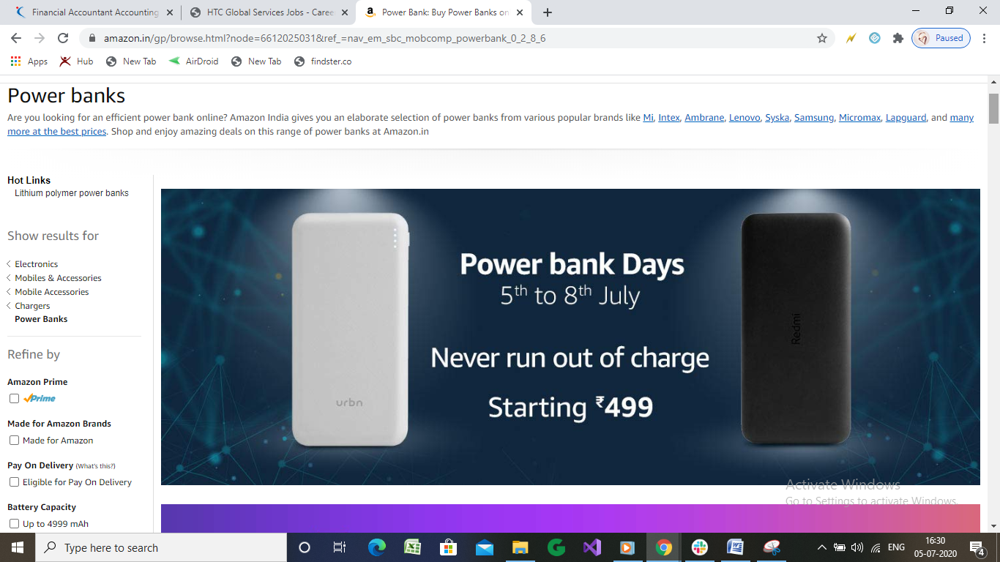 Financial Accountant Accounting
HTC Global Services Jobs - Caree
Power Bank: Buy Power Banks on
amazon.in/gp/browse.html?node=6612025031&ref_=nav_em_sbc_mobcomp_powerbank_0_2_8_6
Paused
Apps
Hub
New Tab
AirDroid
New Tab
findster.co
Power banks
Are you looking for an efficient power bank online? Amazon India gives you an elaborate selection of power banks from various popular brands like Mi, Intex, Ambrane, Lenovo, Syska, Samsung, Micromax, Lapguard, and many
more at the best prices. Shop and enjoy amazing deals on this range of power banks at Amazon.in
Hot Links
Lithium polymer power banks
Show results for
Electronics
Mobiles & Accessories
Mobile Accessories
Chargers
Power Banks
Refine by
Amazon Prime
Prime
Made for Amazon Brands
Made for Amazon
Pay On Delivery (What's this?)
Eligible for Pay On Delivery
Battery Capacity
Up to 4999 mAh
Power bank Days
5th to 8th July
Never run out of charge
Starting ₹499
urbn
Redmi
Activate Windows
Go to Settings to activate Windows.
Type here to search
ENG
16:30
05-07-2020
4